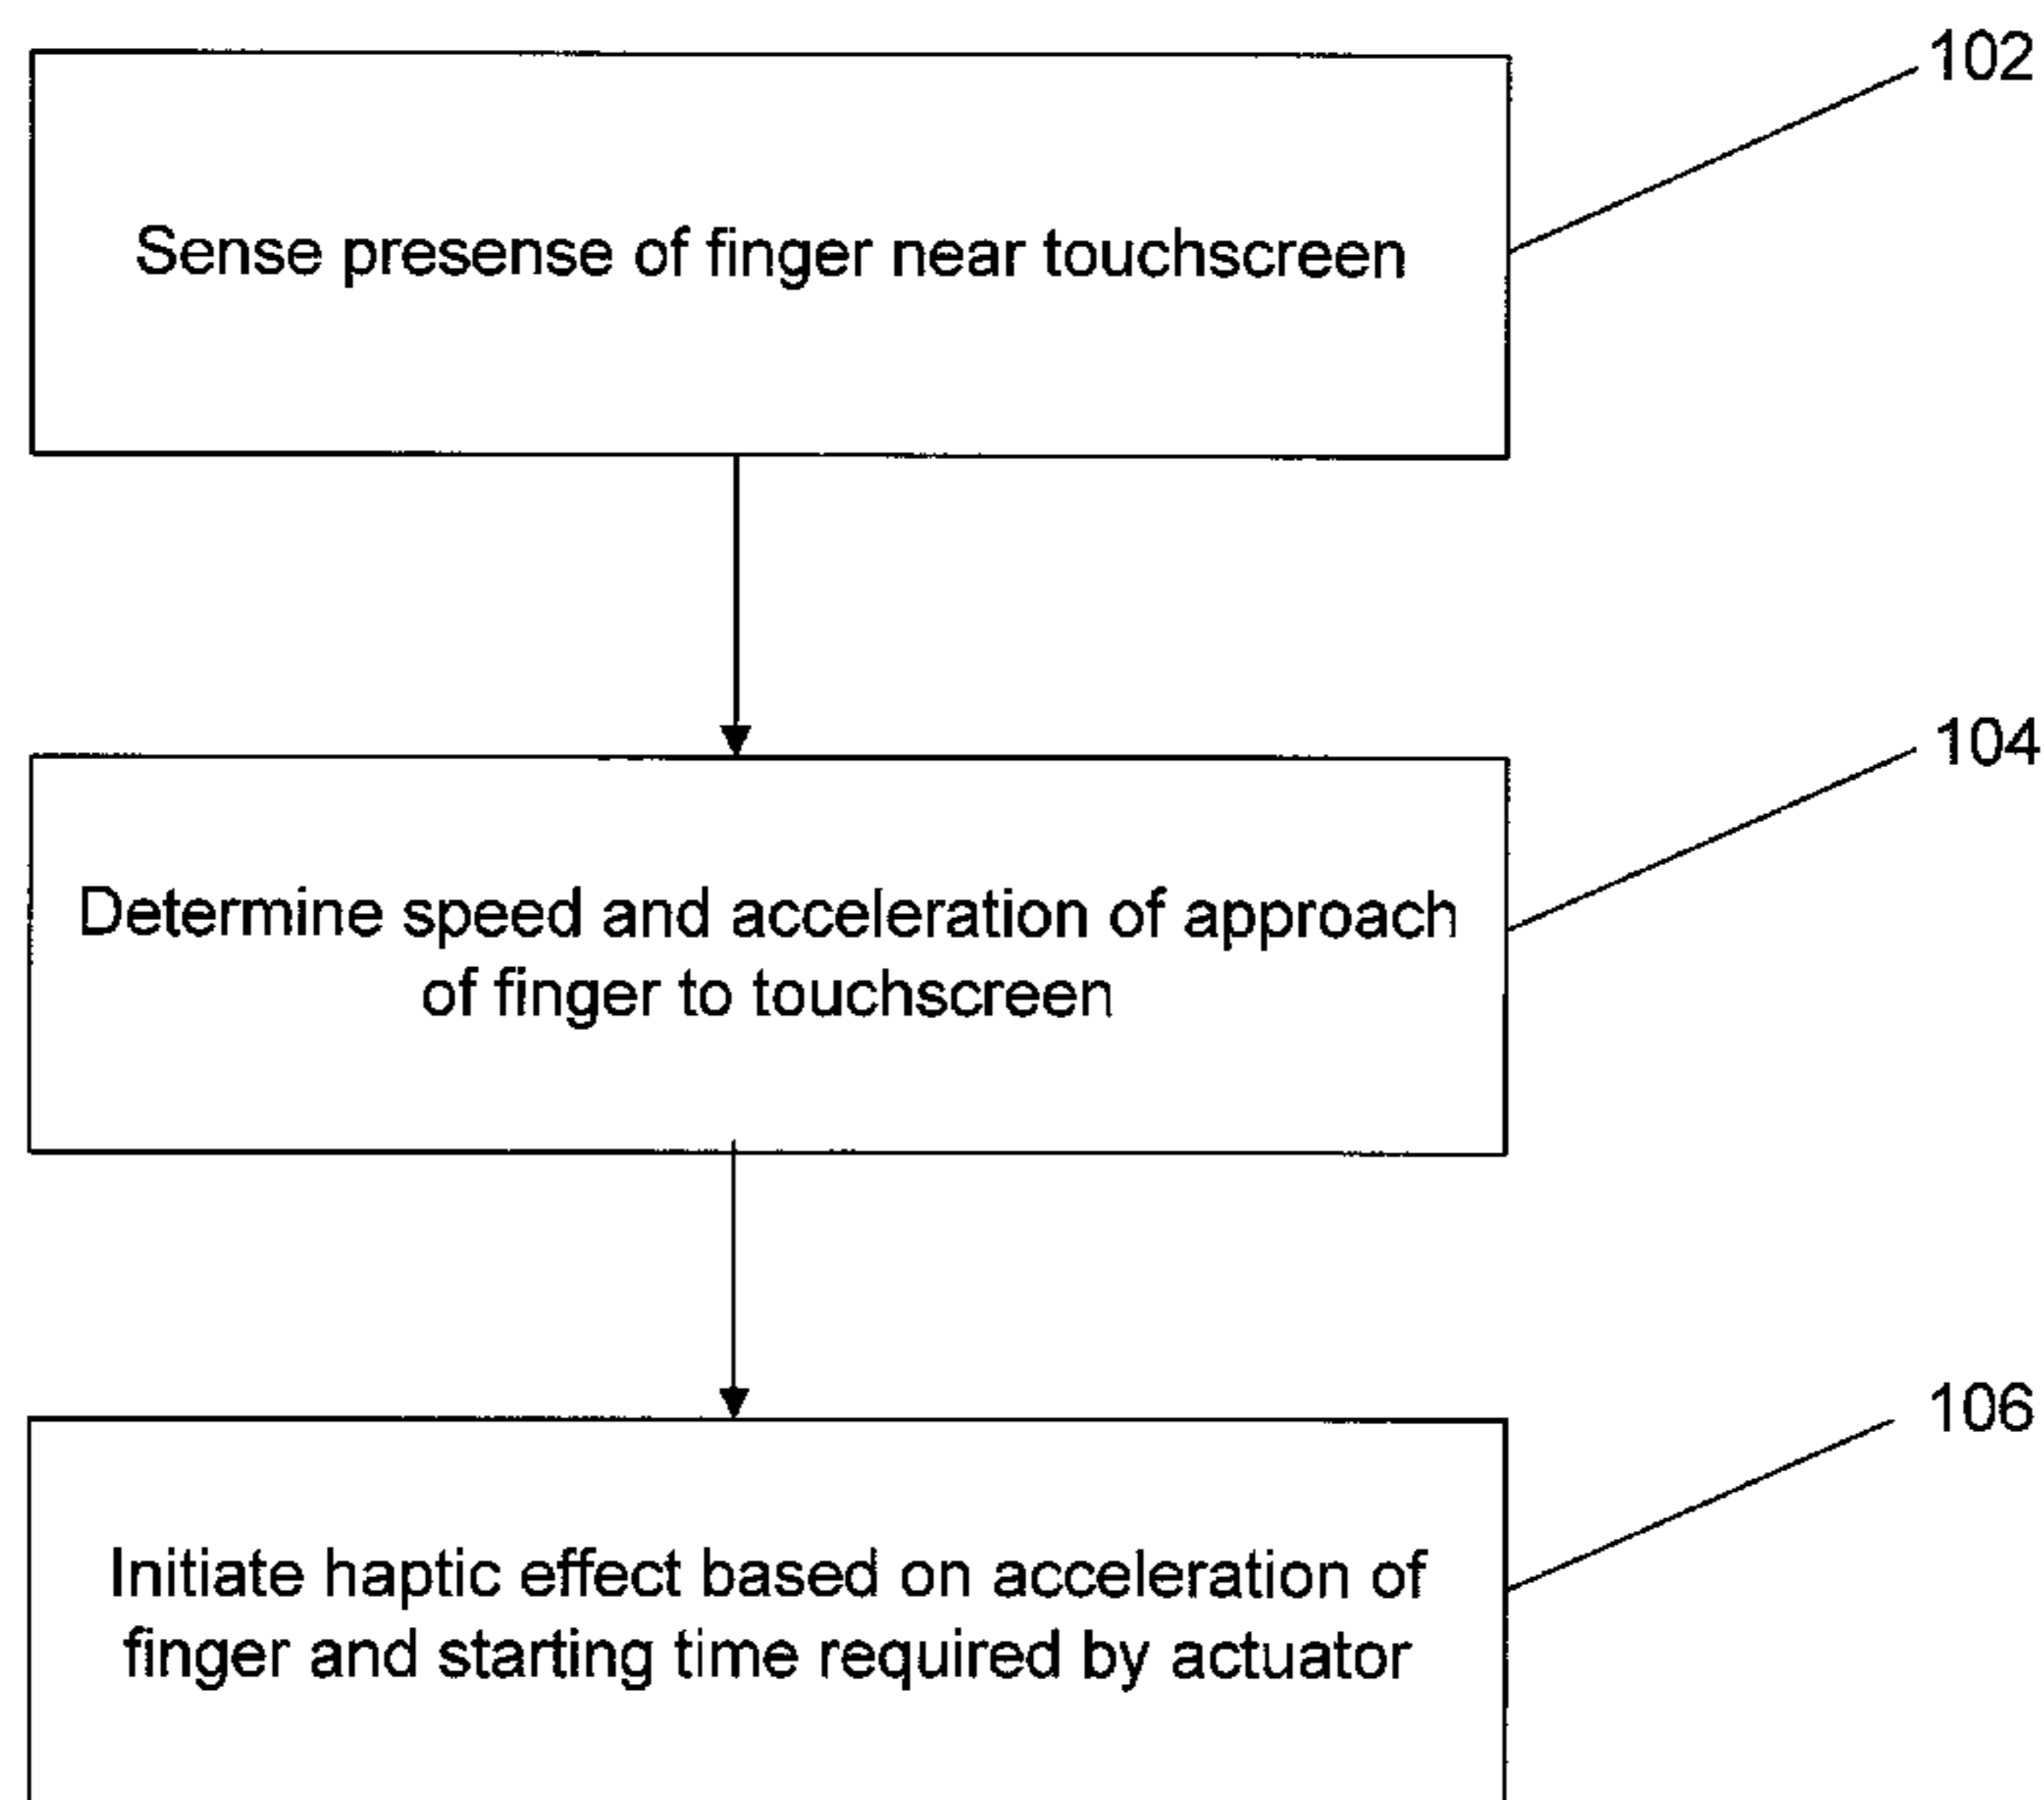 102
Sense presense of finger near touchscreen
104
Determine speed and acceleration of approach
of finger to touchscreen
106
Initiate haptic effect based on acceleration of
finger and starting time required by actuator